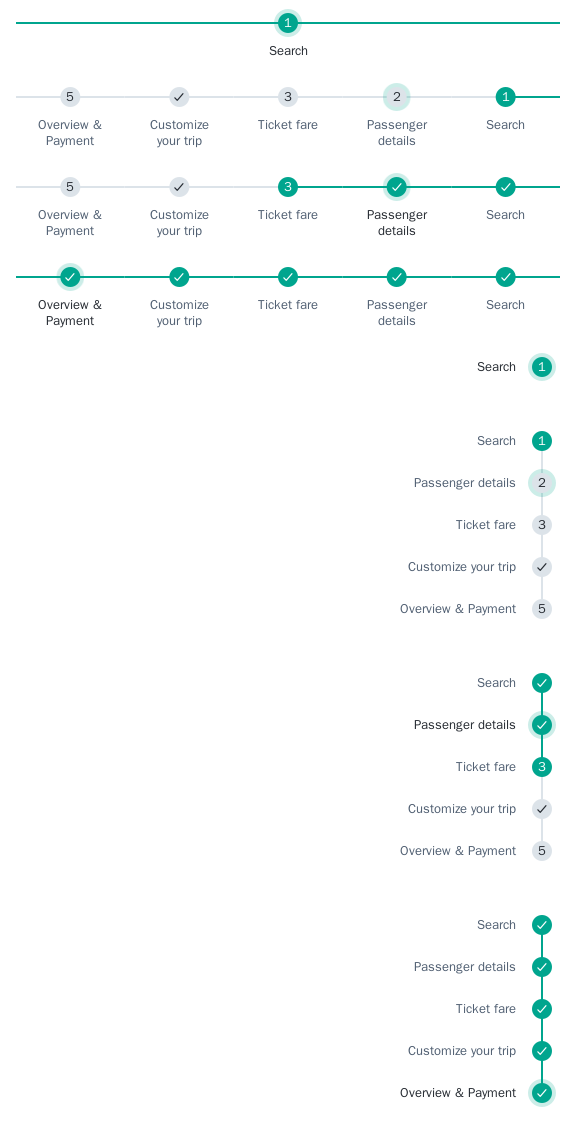 1
Search
5 3 2 1
Overview & Customize Ticket fare Passenger Search
Payment your trip details
5 3
Overview & Customize Ticket fare Passenger Search
Payment your trip details
Overview & Customize Ticket fare Passenger Search
Payment your trip details
Search 1
Search 1
Passenger details 2
Ticket fare 3
Customize your trip
Overview & Payment 5
Search
Passenger details
Ticket fare 3
Customize your trip
Overview & Payment 5
Search
Passenger details
Ticket fare
Customize your trip
Overview & Payment